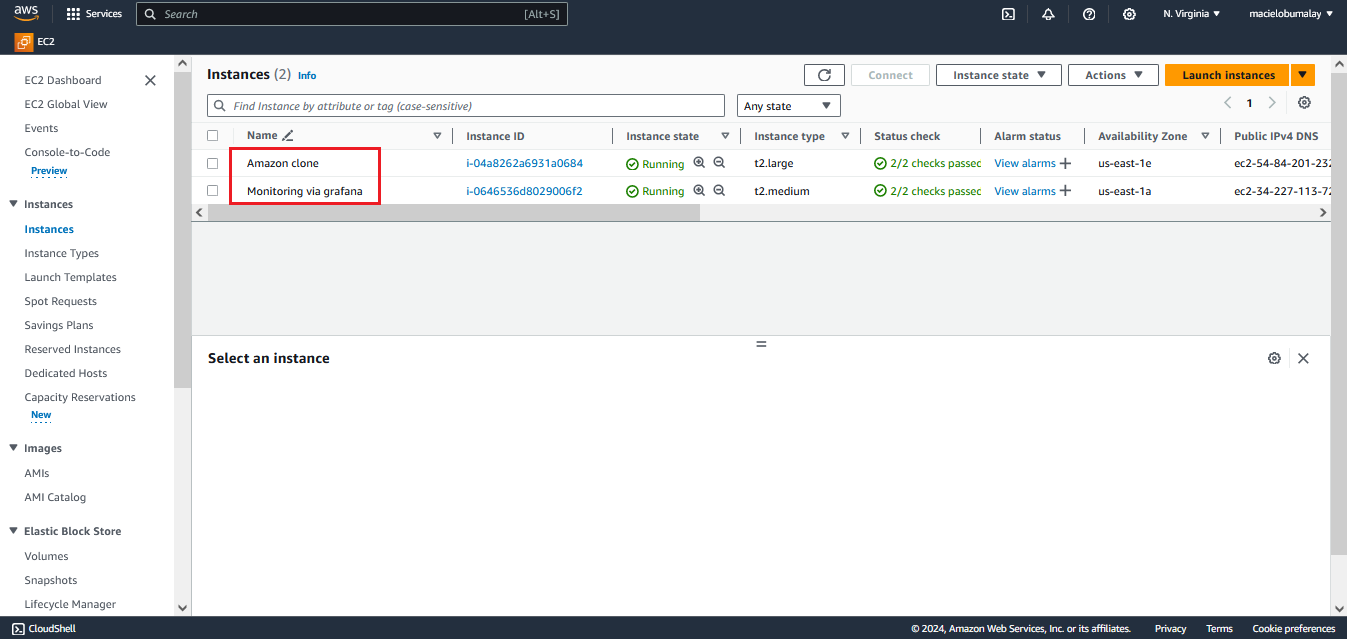 aws
Services
Search
[Alt+S]
N. Virginia
macielobumalay
EC2
EC2 Dashboard
EC2 Global View
Events
Console-to-Code
Preview
Instances
Instances
Instance Types
Launch Templates
Spot Requests
Savings Plans
Reserved Instances
Dedicated Hosts
Capacity Reservations
New
Images
AMIs
AMI Catalog
Elastic Block Store
Volumes
Snapshots
Lifecycle Manager
Instances (2) Info
Connect
Instance state
Actions
Launch instances
Find Instance by attribute or tag (case-sensitive)
Any state
1
Name Instance ID Instance state Instance type Status check Alarm status Availability Zone Public IPv4 DNS
Amazon clone i-04a8262a6931a0684 Running t2.large 2/2 checks passec View alarms us-east-1e ec2-54-84-201-232
Monitoring via grafana i-0646536d8029006f2 Running t2.medium 2/2 checks passec View alarms us-east-1a ec2-34-227-113-72
Select an instance
CloudShell
© 2024, Amazon Web Services, Inc. or its affiliates.
Privacy
Terms
Cookie preferences